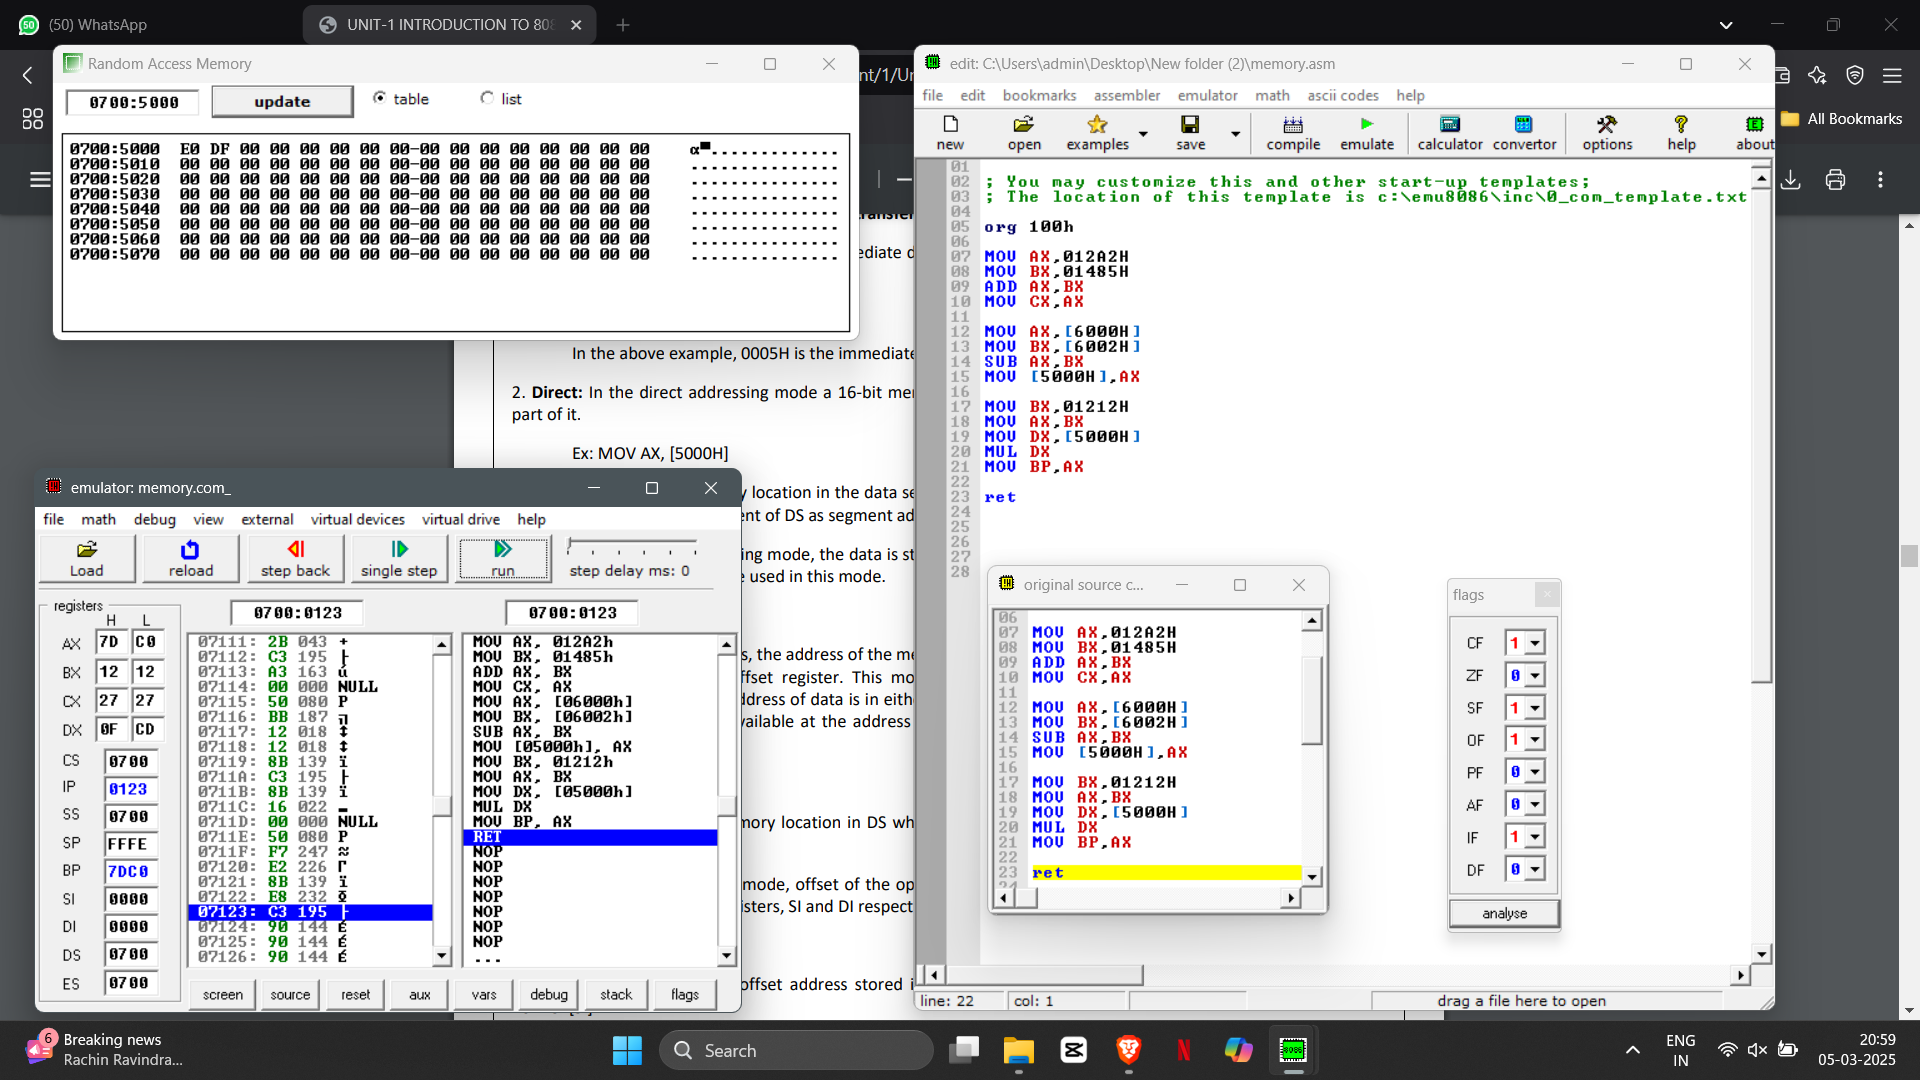 (50) WhatsApp
UNIT-1 INTRODUCTION TO 808
All Bookmarks
Random Access Memory
0700:5000 update table list
0700:5000 E0 DF 00 00 00 00 00 00-00 00 00 00 00 00 00 00 α■..............
0700:5010 00 00 00 00 00 00 00 00-00 00 00 00 00 00 00 00 ................
0700:5020 00 00 00 00 00 00 00 00-00 00 00 00 00 00 00 00 ................
0700:5030 00 00 00 00 00 00 00 00-00 00 00 00 00 00 00 00 ................
0700:5040 00 00 00 00 00 00 00 00-00 00 00 00 00 00 00 00 ................
0700:5050 00 00 00 00 00 00 00 00-00 00 00 00 00 00 00 00 ................
0700:5060 00 00 00 00 00 00 00 00-00 00 00 00 00 00 00 00 ................
0700:5070 00 00 00 00 00 00 00 00-00 00 00 00 00 00 00 00 ................
In the above example, 0005H is the immediate
2. Direct: In the direct addressing mode a 16-bit
part of it.
Ex: MOV AX, [5000H]
location in the data
of DS as segment
mode, the data is
used in this mode.
s, the address of the
offset register. This
address of data is in
available at the address
memory location in DS
mode, offset of the
SI and DI
offset address stored
emulator: memory.com_
file math debug view external virtual devices virtual drive help
Load reload step back single step run step delay ms: 0
registers
H L
0700:0123 0700:0123
AX 7D C0
BX 12 12
CX 27 27
DX 0F CD
CS 0700
IP 0123
SS 0700
SP FFFE
BP 7DC0
SI 0000
DI 0000
DS 0700
ES 0700
07111: 2B 043 +
07112: C3 195 ├
07113: A3 163 ú
07114: 00 000 NULL
07115: 50 080 P
07116: BB 187 ╗
07117: 12 018 ↕
07118: 12 018 ↕
07119: 8B 139 ï
0711A: C3 195 ├
0711B: 8B 139 ï
0711C: 16 022 ▬
0711D: 00 000 NULL
0711E: 50 080 P
0711F: F7 247 ≈
07120: E2 226 Γ
07121: 8B 139 ï
07122: E8 232 Φ
07123: C3 195 ├
07124: 90 144 É
07125: 90 144 É
07126: 90 144 É
MOV AX, 012A2h
MOV BX, 01485h
ADD AX, BX
MOV CX, AX
MOV AX, [06000h]
MOV BX, [06002h]
SUB AX, BX
MOV [05000h], AX
MOV BX, 01212h
MOV AX, BX
MOV DX, [05000h]
MUL DX
MOV BP, AX
RET
NOP
NOP
NOP
NOP
NOP
NOP
NOP
...
screen source reset aux vars debug stack flags
edit: C:\Users\admin\Desktop\New folder (2)\memory.asm
file edit bookmarks assembler emulator math ascii codes help
new open examples save compile emulate calculator convertor options help about
01
02 ; You may customize this and other start-up templates;
03 ; The location of this template is c:\emu8086\inc\0_com_template.txt
04
05 org 100h
06
07 MOV AX,012A2H
08 MOV BX,01485H
09 ADD AX,BX
10 MOV CX,AX
11
12 MOV AX,[6000H]
13 MOV BX,[6002H]
14 SUB AX,BX
15 MOV [5000H],AX
16
17 MOV BX,01212H
18 MOV AX,BX
19 MOV DX,[5000H]
20 MUL DX
21 MOV BP,AX
22
23 ret
24
25
26
27
28
original source c...
06
07 MOV AX,012A2H
08 MOV BX,01485H
09 ADD AX,BX
10 MOV CX,AX
11
12 MOV AX,[6000H]
13 MOV BX,[6002H]
14 SUB AX,BX
15 MOV [5000H],AX
16
17 MOV BX,01212H
18 MOV AX,BX
19 MOV DX,[5000H]
20 MUL DX
21 MOV BP,AX
22
23 ret
flags
CF 1
ZF 0
SF 1
OF 1
PF 0
AF 0
IF 1
DF 0
analyse
line: 22 col: 1 drag a file here to open
6 Breaking news
Rachin Ravindra...
Search
ENG
IN
20:59
05-03-2025